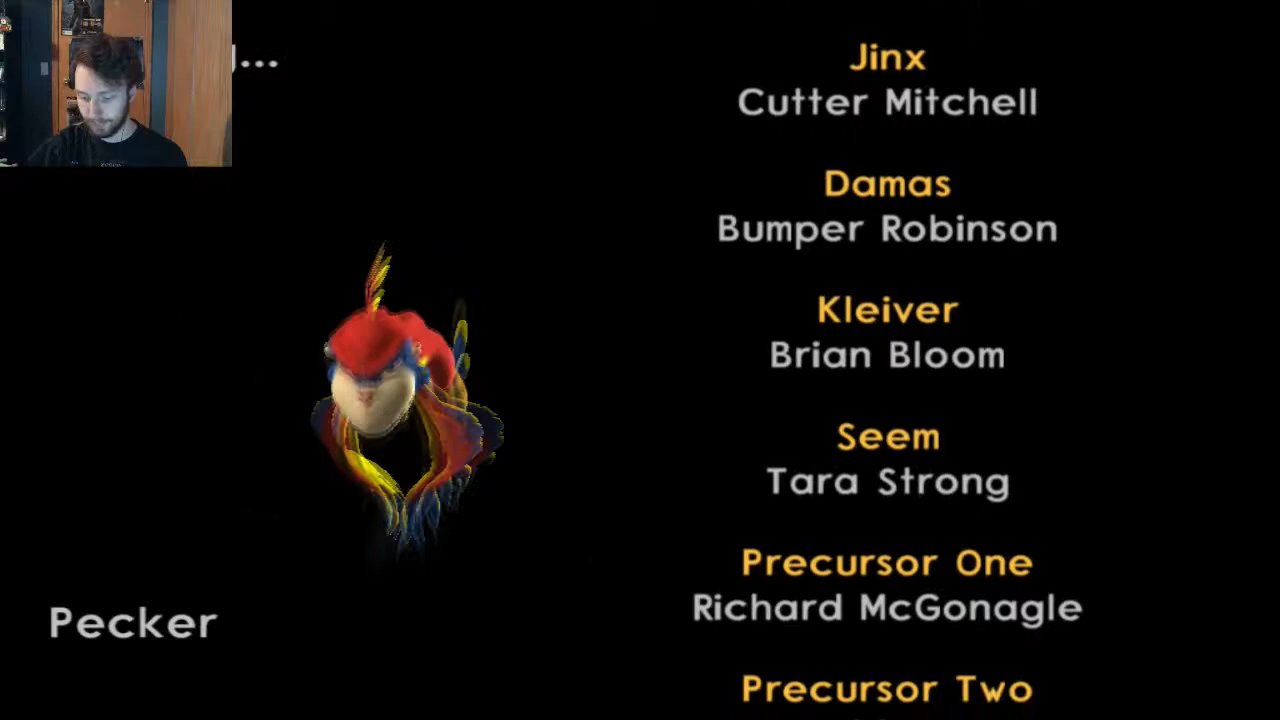 Jinx
Cutter Mitchell
Damas
Bumper Robinson
Kleiver
Brian Bloom
Seem
Tara Strong
Precursor One
Richard McGonagle
Pecker
Precursor Two